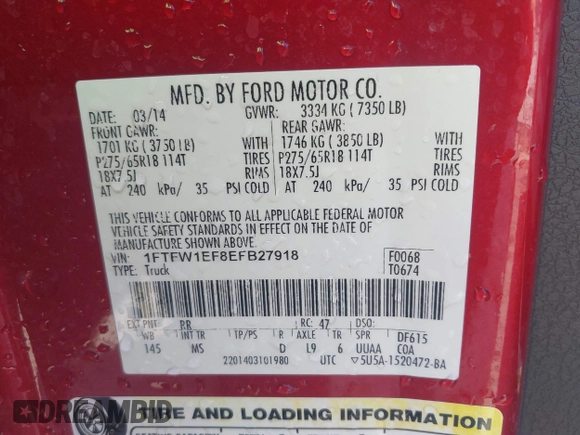 MFD. BY FORD MOTOR CO.
DATE: 03/14 GVWR: 3334 KG ( 7350 LB)
FRONT GAWR: REAR GAWR:
1701 KG ( 3750 LB) WITH 1746 KG ( 3850 LB) WITH
P275/65R18 114T TIRES P275/65R18 114T TIRES
18X7.5J RIMS 18X7.5J RIMS
AT 240 kPa/ 35 PSI COLD AT 240 kPa/ 35 PSI COLD
THIS VEHICLE CONFORMS TO ALL APPLICABLE FEDERAL MOTOR
VEHICLE SAFETY STANDARDS IN EFFECT ON THE DATE OF
MANUFACTURE SHOWN ABOVE.
VIN: 1FTFW1EF8EFB27918 F0068
TYPE: Truck T0674
EXT PNT: RR RC: 47 DSO:
WB INT TR TP/PS R AXLE TR SPR DF615
145 MS D L9 6 UUAA COA
2201403101980 UTC ▽5U5A-1520472-BA
TIRE AND LOADING INFORMATION
DREAMBID